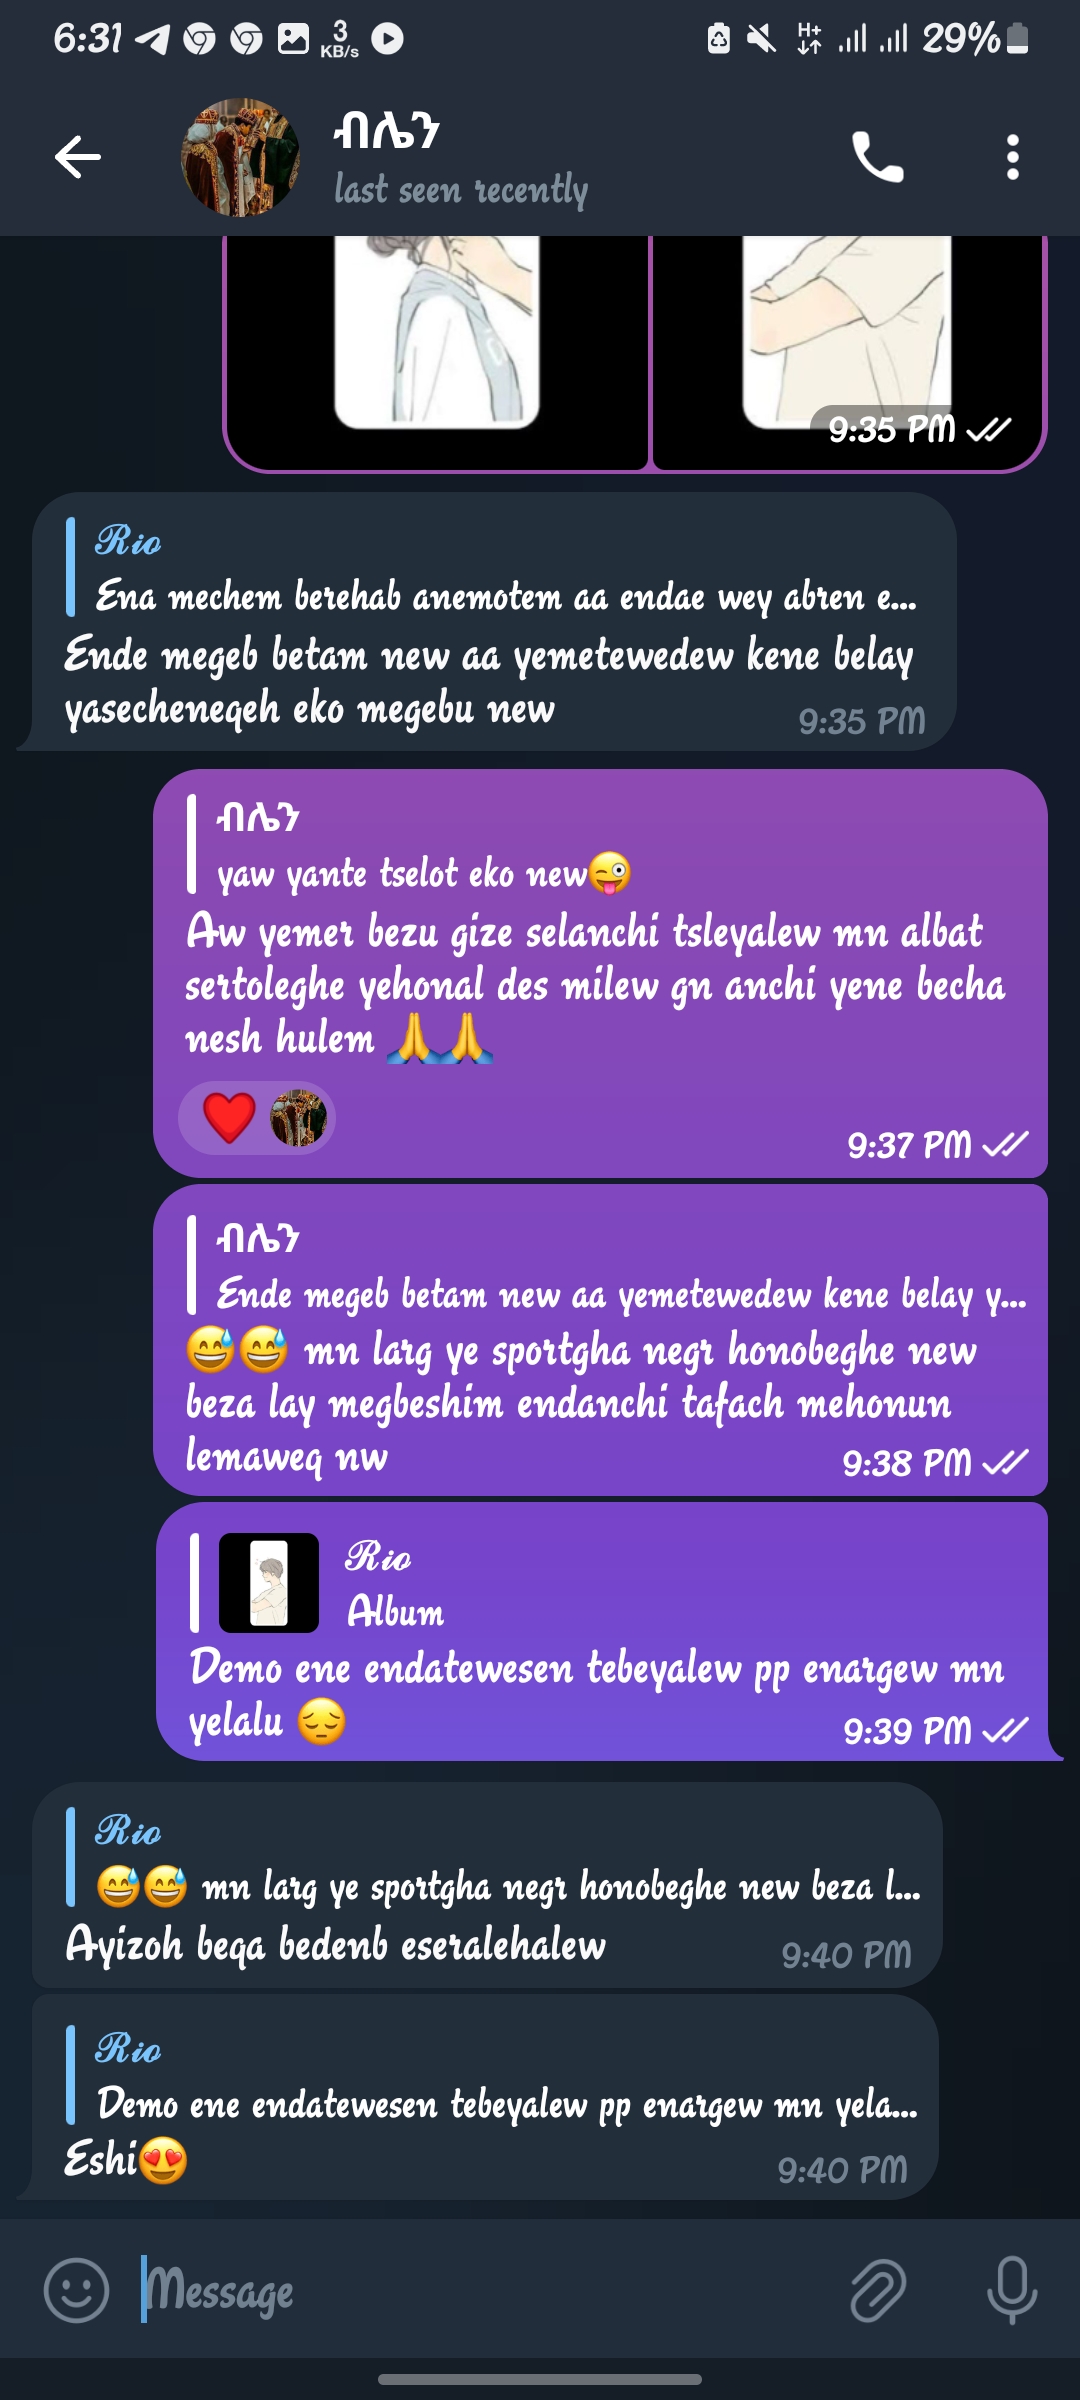 6:31
3
KB/s
H+
29%
ብሌን
last seen recently
9:35 PM
Rio
Ena mechem berehab anemotem aa endae wey abren e...
Ende megeb betam new aa yemetewedew kene belay
yasecheneqeh eko megebu new
9:35 PM
ብሌን
yaw yante tselot eko new😜
Aw yemer bezu gize selanchi tsleyalew mn albat
sertoleghe yehonal des milew gn anchi yene becha
nesh hulem 🙏🙏
❤️
9:37 PM
ብሌን
Ende megeb betam new aa yemetewedew kene belay y...
😅😅 mn larg ye sportgha negr honobeghe new
beza lay megbeshim endanchi tafach mehonun
lemaweq nw
9:38 PM
Rio
Album
Demo ene endatewesen tebeyalew pp enargew mn
yelalu 😔
9:39 PM
Rio
😅😅 mn larg ye sportgha negr honobeghe new beza l...
Ayizoh beqa bedenb eseralehalew
9:40 PM
Rio
Demo ene endatewesen tebeyalew pp enargew mn yela...
Eshi😍
9:40 PM
Message